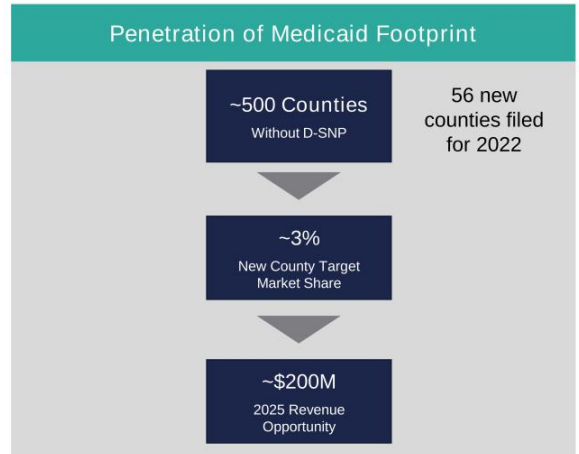 Penetration of Medicaid Footprint
~500 Counties
Without D-SNP
56 new
counties filed
for 2022
~3%
New County Target
Market Share
~$200M
2025 Revenue
Opportunity